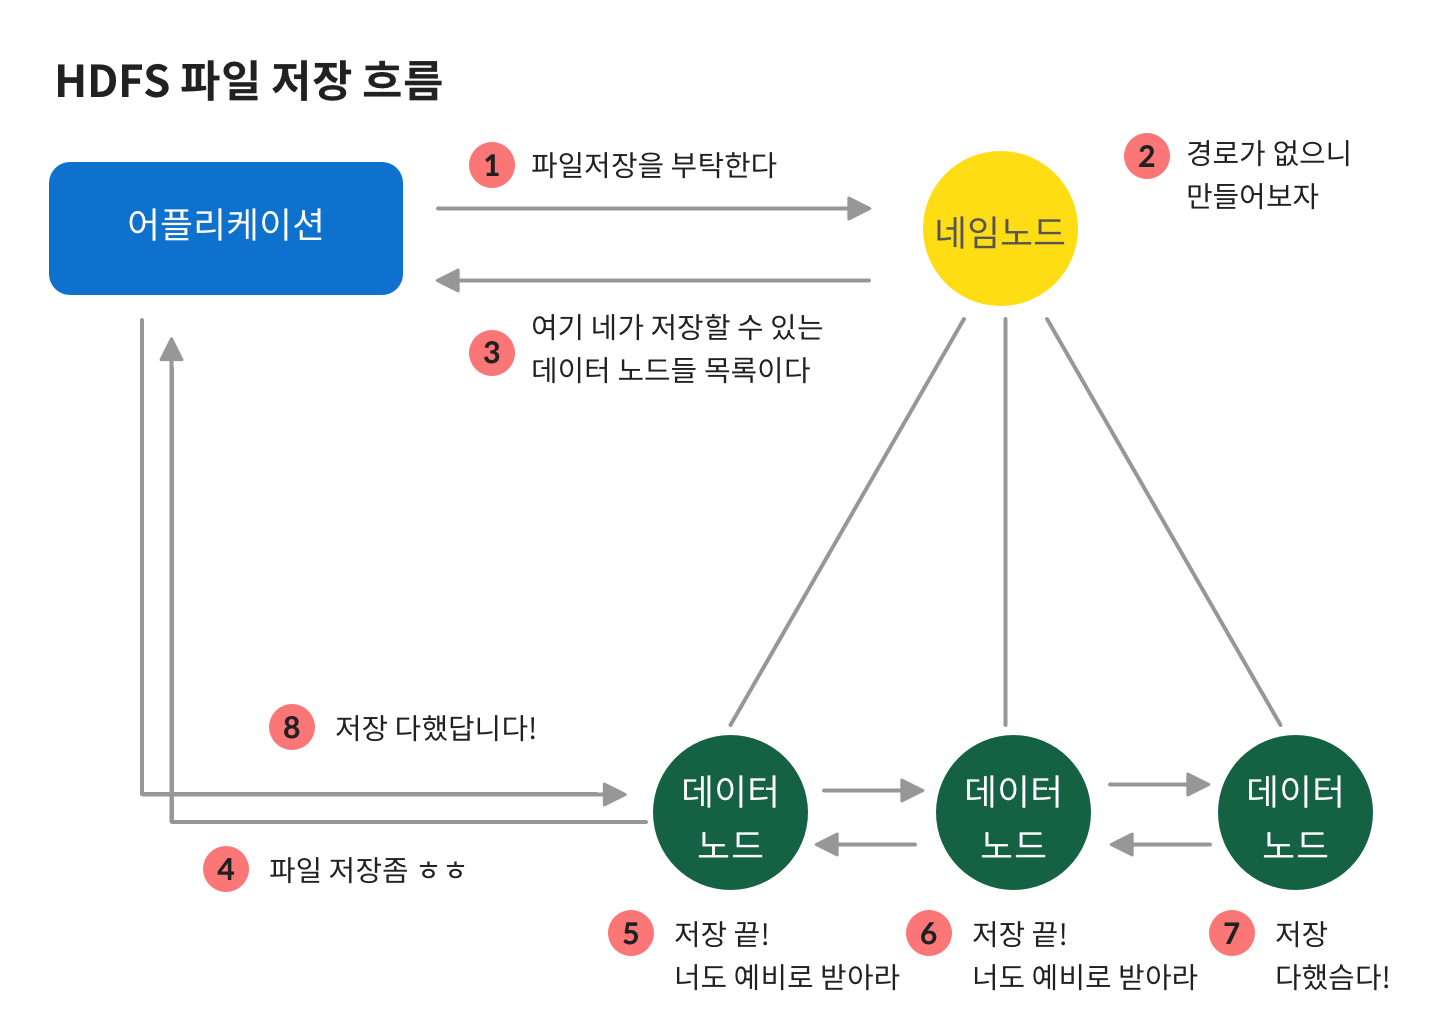 HDFS 파일 저장 흐름
어플리케이션
1 파일저장을 부탁한다
네임노드
2 경로가 없으니
만들어보자
3 여기 네가 저장할 수 있는
데이터 노드들 목록이다
8 저장 다했답니다!
4 파일 저장좀 ㅎㅎ
데이터
노드
데이터
노드
데이터
노드
5 저장 끝!
너도 예비로 받아라
6 저장 끝!
너도 예비로 받아라
7 저장
다했슴다!